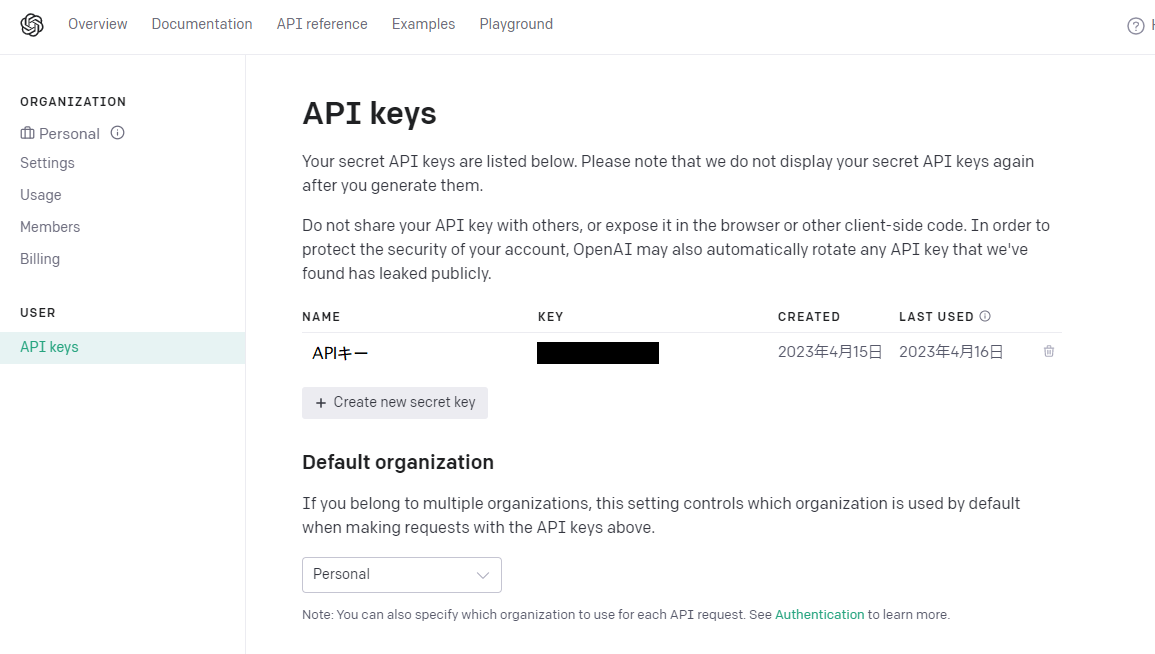 Overview Documentation API reference Examples Playground
ORGANIZATION
Personal
Settings
Usage
Members
Billing
USER
API keys
API keys
Your secret API keys are listed below. Please note that we do not display your secret API keys again
after you generate them.
Do not share your API key with others, or expose it in the browser or other client-side code. In order to
protect the security of your account, OpenAI may also automatically rotate any API key that we've
found has leaked publicly.
NAME KEY CREATED LAST USED
APIキー 2023年4月15日 2023年4月16日
+ Create new secret key
Default organization
If you belong to multiple organizations, this setting controls which organization is used by default
when making requests with the API keys above.
Personal
Note: You can also specify which organization to use for each API request. See Authentication to learn more.